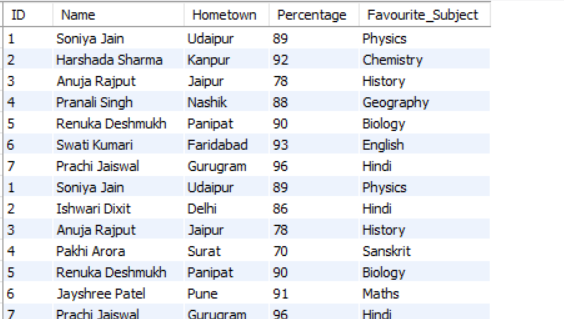 ID Name Hometown Percentage Favourite_Subject
1 Soniya Jain Udaipur 89 Physics
2 Harshada Sharma Kanpur 92 Chemistry
3 Anuja Rajput Jaipur 78 History
4 Pranali Singh Nashik 88 Geography
5 Renuka Deshmukh Panipat 90 Biology
6 Swati Kumari Faridabad 93 English
7 Prachi Jaiswal Gurugram 96 Hindi
1 Soniya Jain Udaipur 89 Physics
2 Ishwari Dixit Delhi 86 Hindi
3 Anuja Rajput Jaipur 78 History
4 Pakhi Arora Surat 70 Sanskrit
5 Renuka Deshmukh Panipat 90 Biology
6 Jayshree Patel Pune 91 Maths
7 Prachi Jaiswal Gurugram 96 Hindi